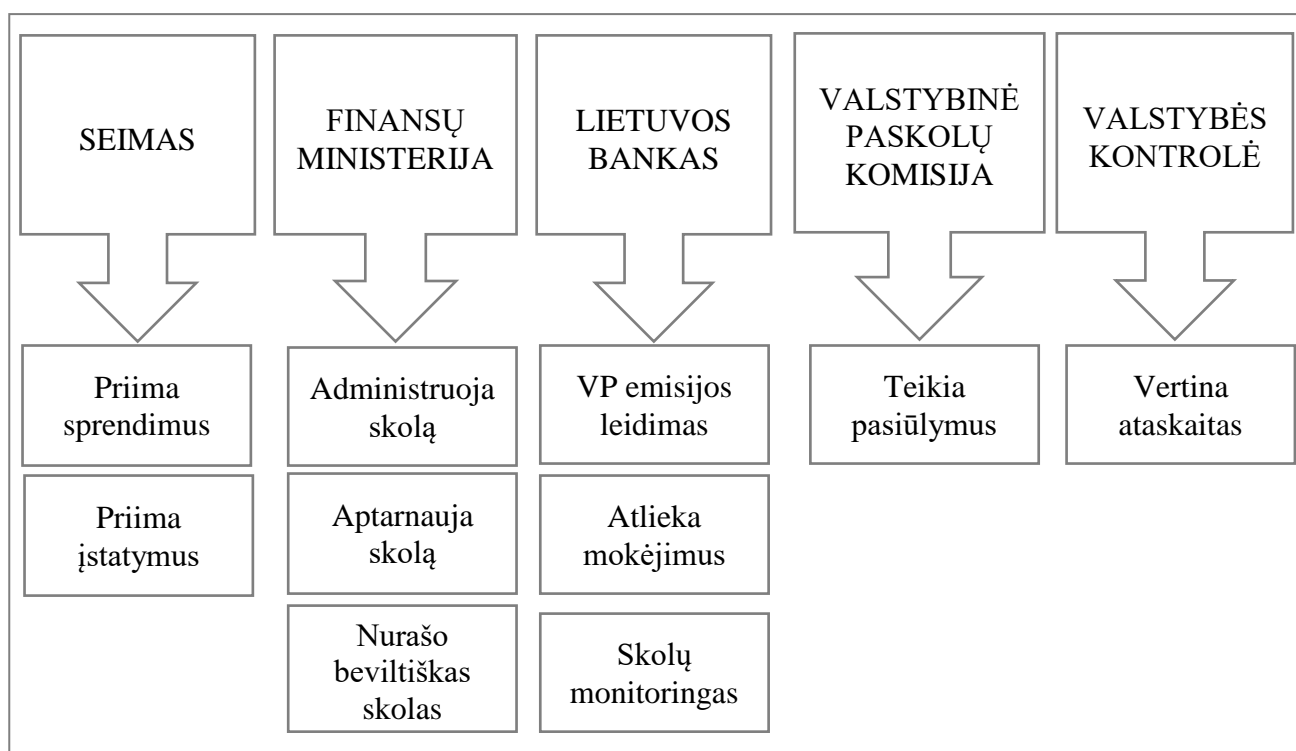 SEIMAS
FINANSŲ
MINISTERIJA
LIETUVOS
BANKAS
VALSTYBINĖ
PASKOLŲ
KOMISIJA
VALSTYBĖS
KONTROLĖ
Priima
sprendimus
Priima
įstatymus
Administruoja
skolą
Aptarnauja
skolą
Nurašo
beviltiškas
skolas
VP emisijos
leidimas
Atlieka
mokėjimus
Skolų
monitoringas
Teikia
pasiūlymus
Vertina
ataskaitas